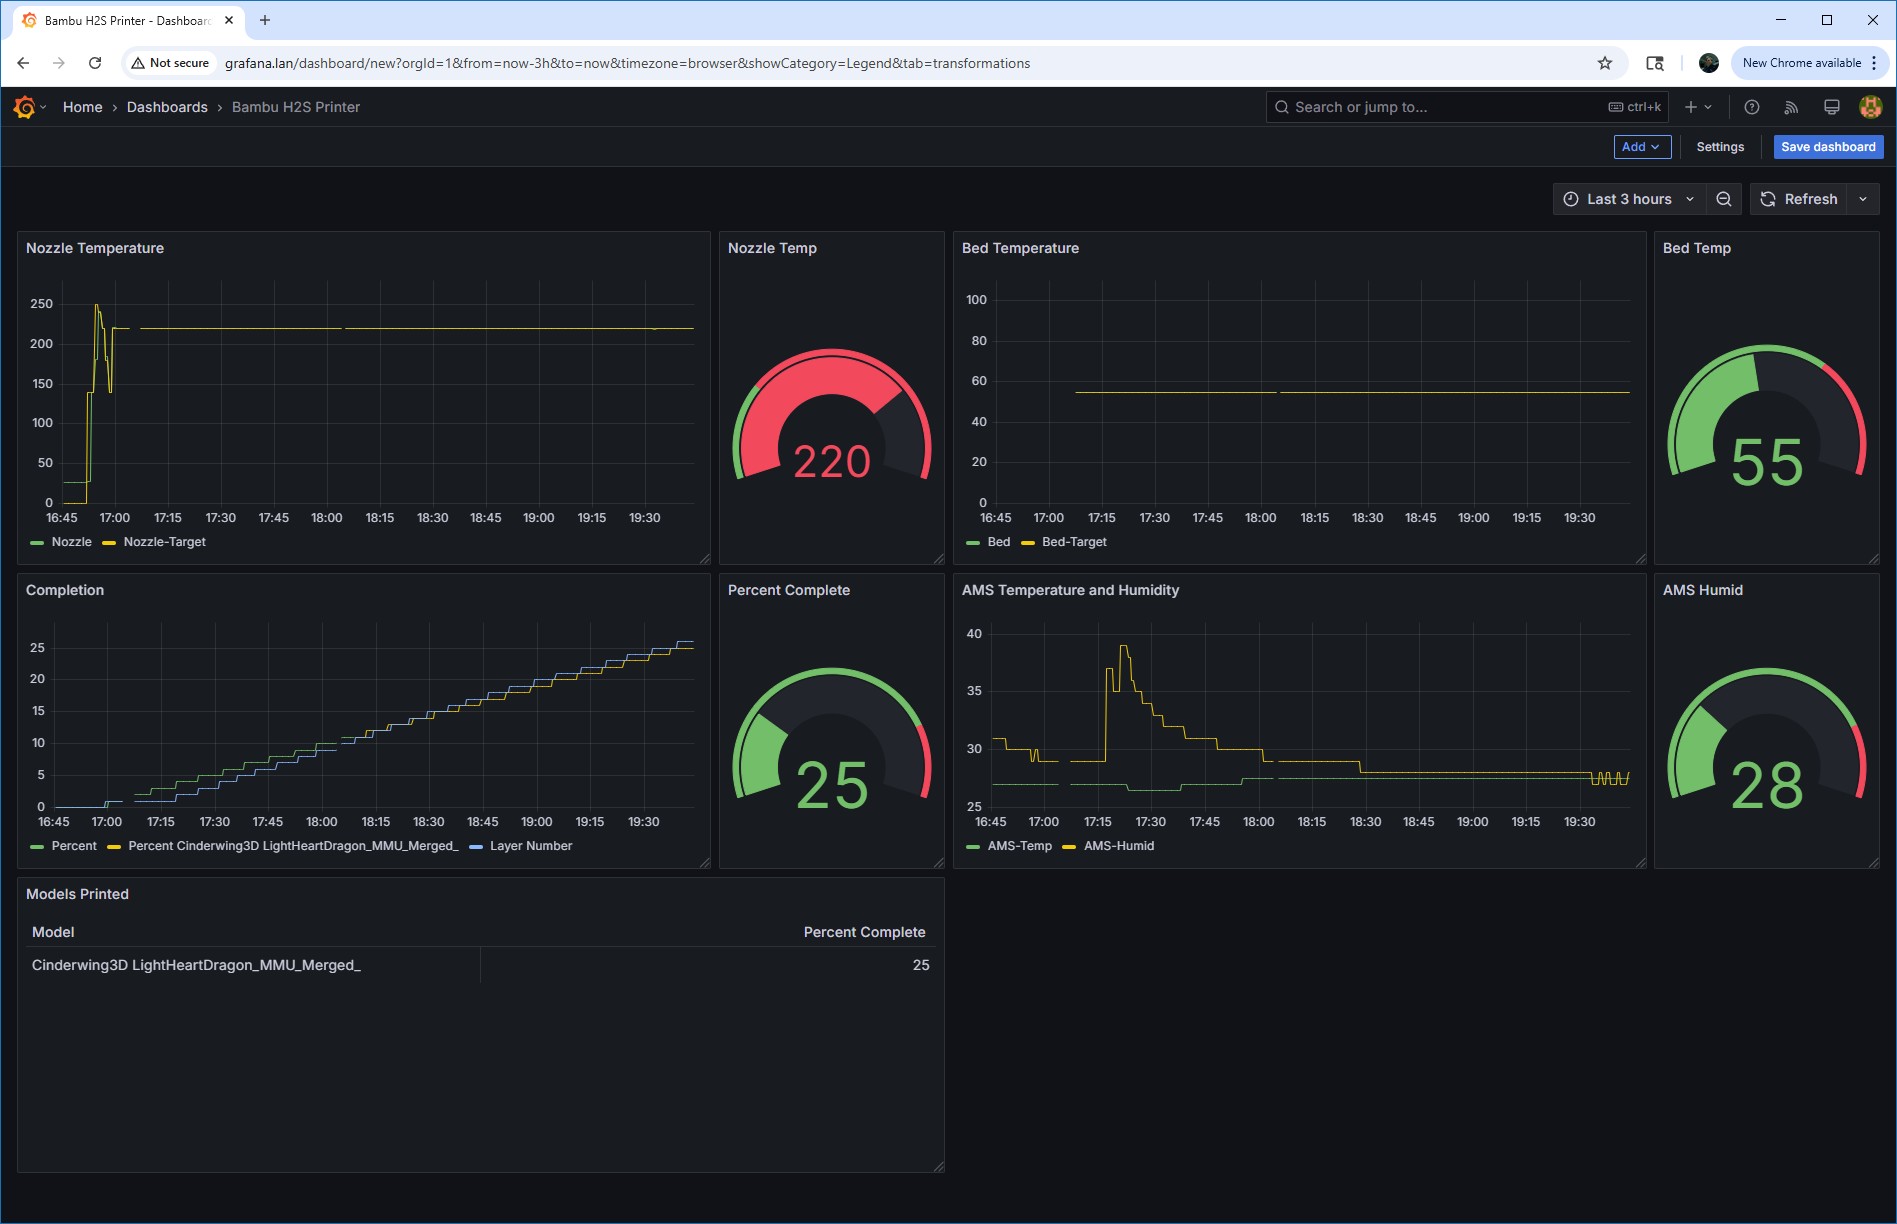 Bambu H2S Printer - Dashboard
Not secure
grafana.lan/dashboard/new?orgId=1&from=now-3h&to=now&timezone=browser&showCategory=Legend&tab=transformations
New Chrome available
Home › Dashboards › Bambu H2S Printer
Search or jump to...
ctrl+k
Add
Settings
Save dashboard
Last 3 hours
Refresh
Nozzle Temperature
250
200
150
100
50
0
16:45 17:00 17:15 17:30 17:45 18:00 18:15 18:30 18:45 19:00 19:15 19:30
Nozzle Nozzle-Target
Nozzle Temp
220
Bed Temperature
100
80
60
40
20
0
16:45 17:00 17:15 17:30 17:45 18:00 18:15 18:30 18:45 19:00 19:15 19:30
Bed Bed-Target
Bed Temp
55
Completion
25
20
15
10
5
0
16:45 17:00 17:15 17:30 17:45 18:00 18:15 18:30 18:45 19:00 19:15 19:30
Percent Percent Cinderwing3D LightHeartDragon_MMU_Merged_ Layer Number
Percent Complete
25
AMS Temperature and Humidity
40
35
30
25
16:45 17:00 17:15 17:30 17:45 18:00 18:15 18:30 18:45 19:00 19:15 19:30
AMS-Temp AMS-Humid
AMS Humid
28
Models Printed
Model Percent Complete
Cinderwing3D LightHeartDragon_MMU_Merged_ 25